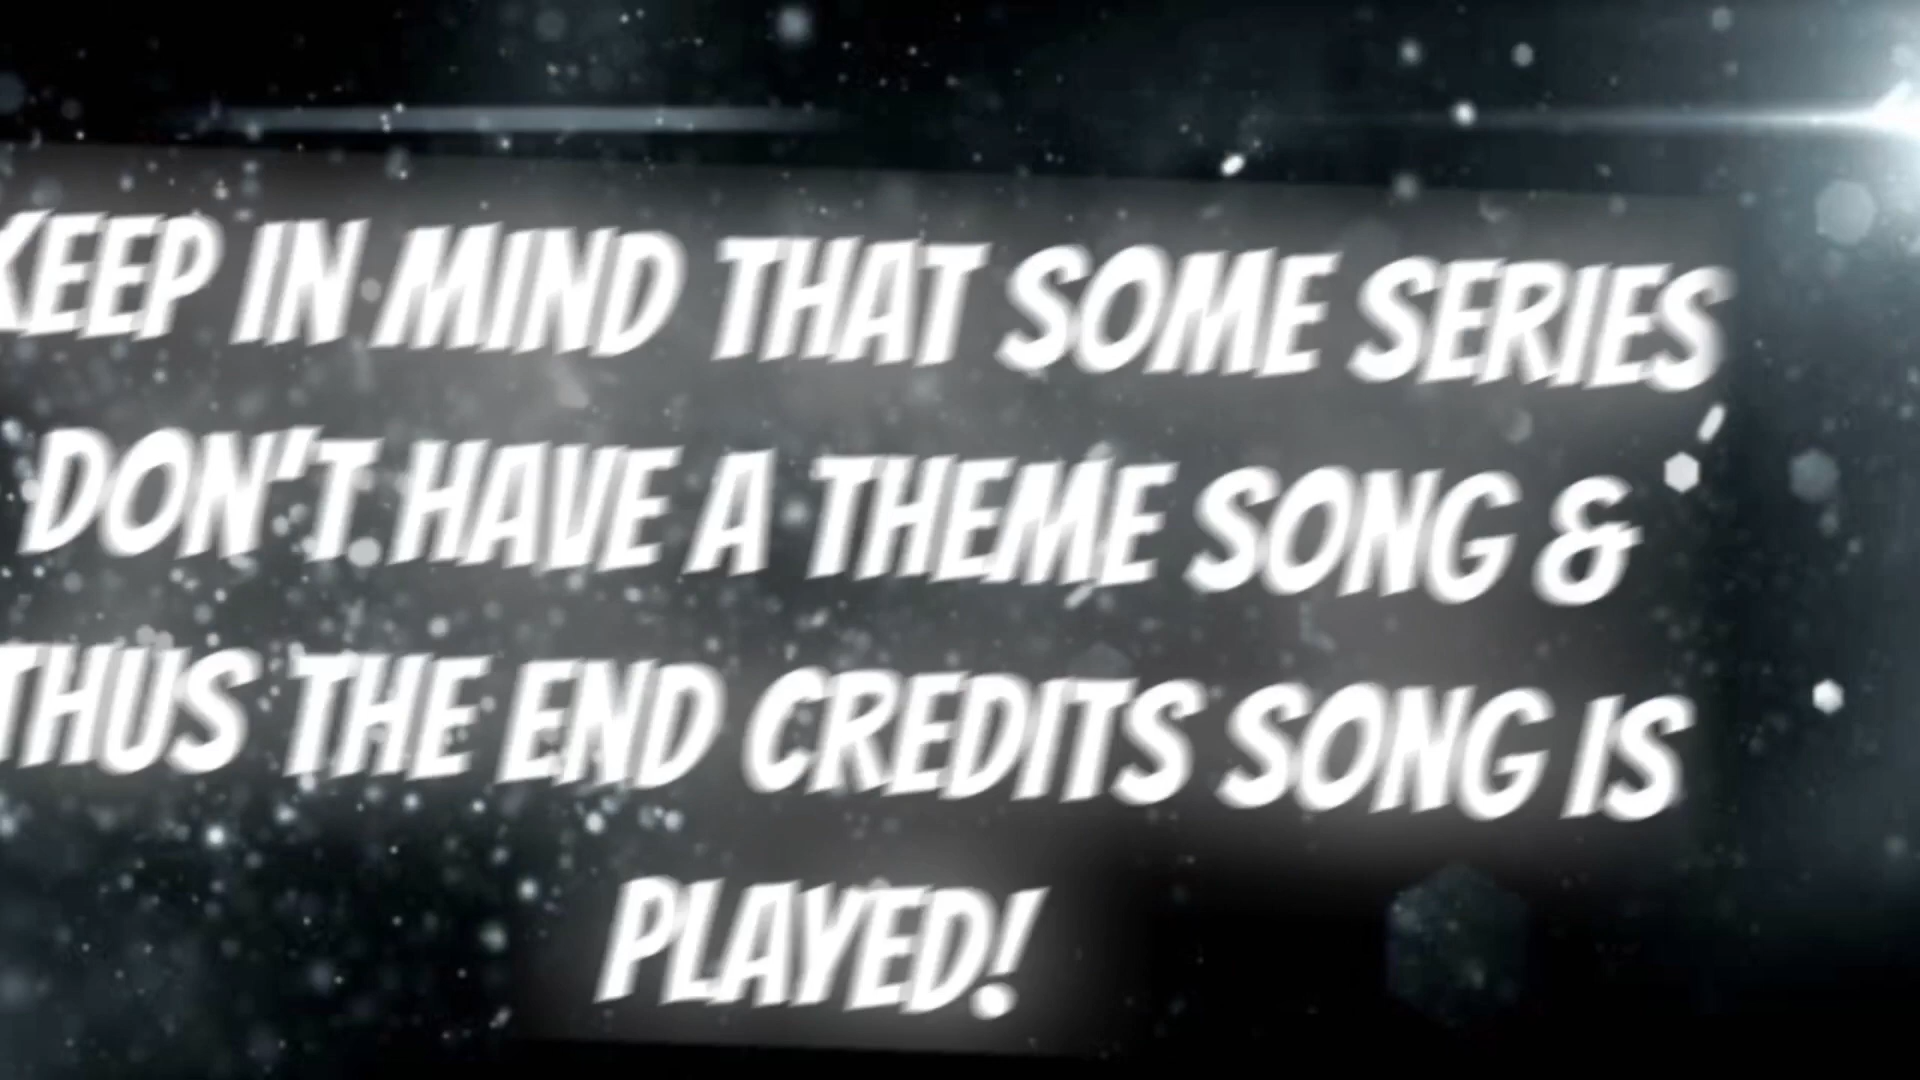 KEEP IN MIND THAT SOME SERIES
DON'T HAVE A THEME SONG &
THUS THE END CREDITS SONG IS
PLAYED!